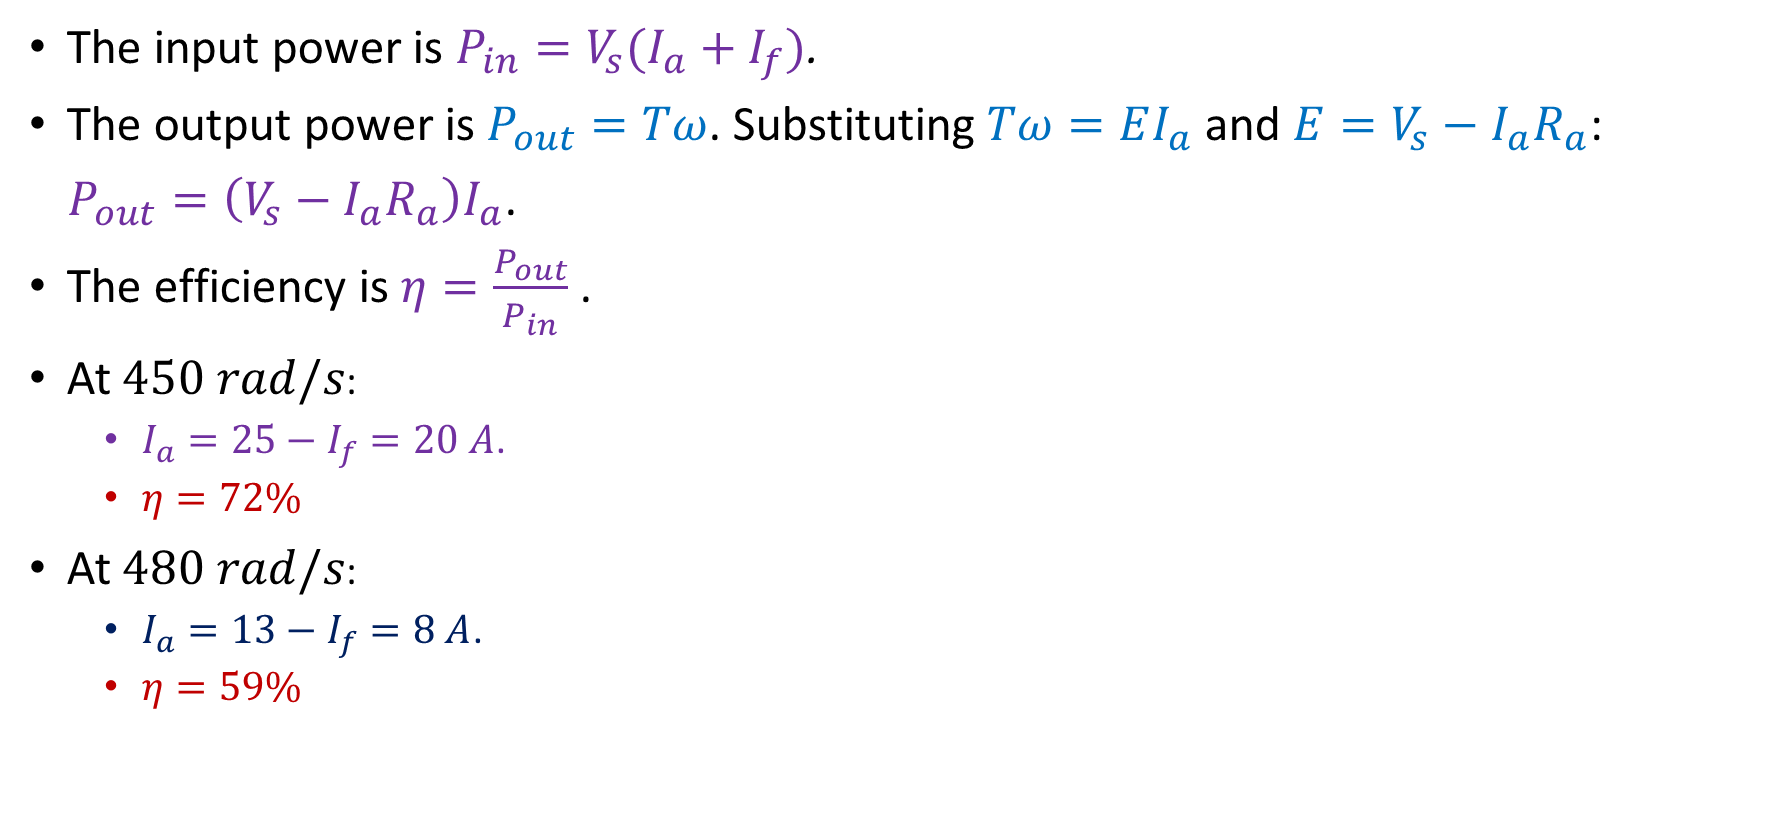 • The input power is P_in = V_s(I_a + I_f).
• The output power is P_out = Tω. Substituting Tω = EI_a and E = V_s − I_aR_a:
P_out = (V_s − I_aR_a)I_a.
• The efficiency is η = P_out/P_in .
• At 450 rad/s:
• I_a = 25 − I_f = 20 A.
• η = 72%
• At 480 rad/s:
• I_a = 13 − I_f = 8 A.
• η = 59%